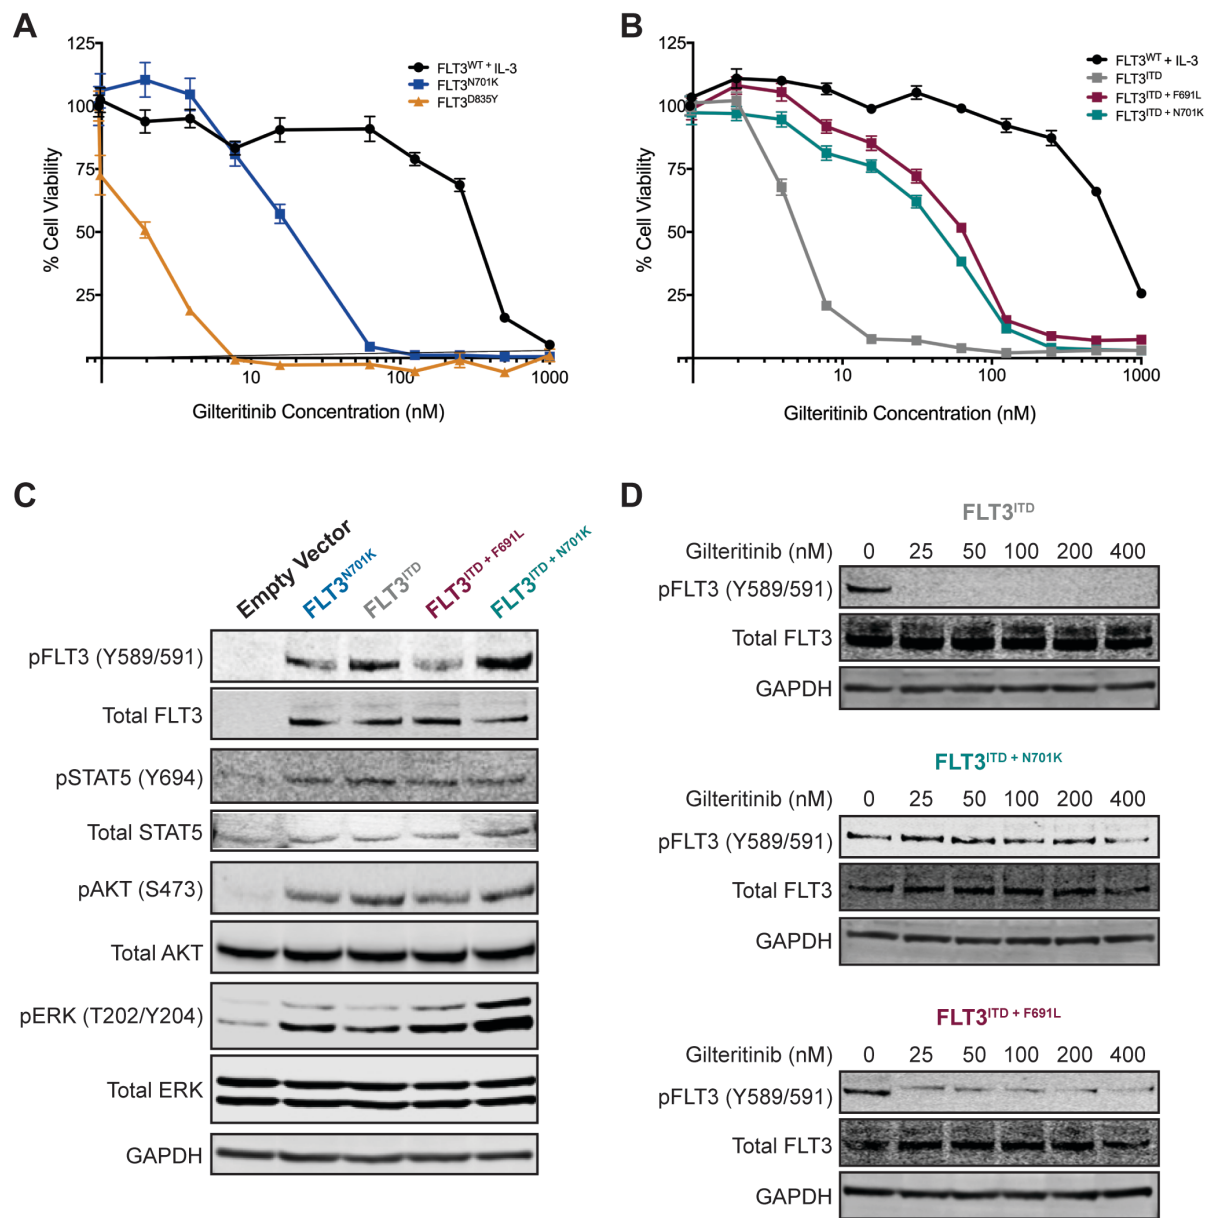 A
125
100
75
50
25
% Cell Viability
10
100
1000
Gilteritinib Concentration (nM)
FLT3WT + IL-3
FLT3N701K
FLT3D835Y
B
125
100
75
50
25
% Cell Viability
10
100
1000
Gilteritinib Concentration (nM)
FLT3WT + IL-3
FLT3ITD
FLT3ITD + F691L
FLT3ITD + N701K
C
Empty Vector
FLT3N701K
FLT3ITD
FLT3ITD + F691L
FLT3ITD + N701K
pFLT3 (Y589/591)
Total FLT3
pSTAT5 (Y694)
Total STAT5
pAKT (S473)
Total AKT
pERK (T202/Y204)
Total ERK
GAPDH
D
FLT3ITD
Gilteritinib (nM) 0 25 50 100 200 400
pFLT3 (Y589/591)
Total FLT3
GAPDH
FLT3ITD + N701K
Gilteritinib (nM) 0 25 50 100 200 400
pFLT3 (Y589/591)
Total FLT3
GAPDH
FLT3ITD + F691L
Gilteritinib (nM) 0 25 50 100 200 400
pFLT3 (Y589/591)
Total FLT3
GAPDH